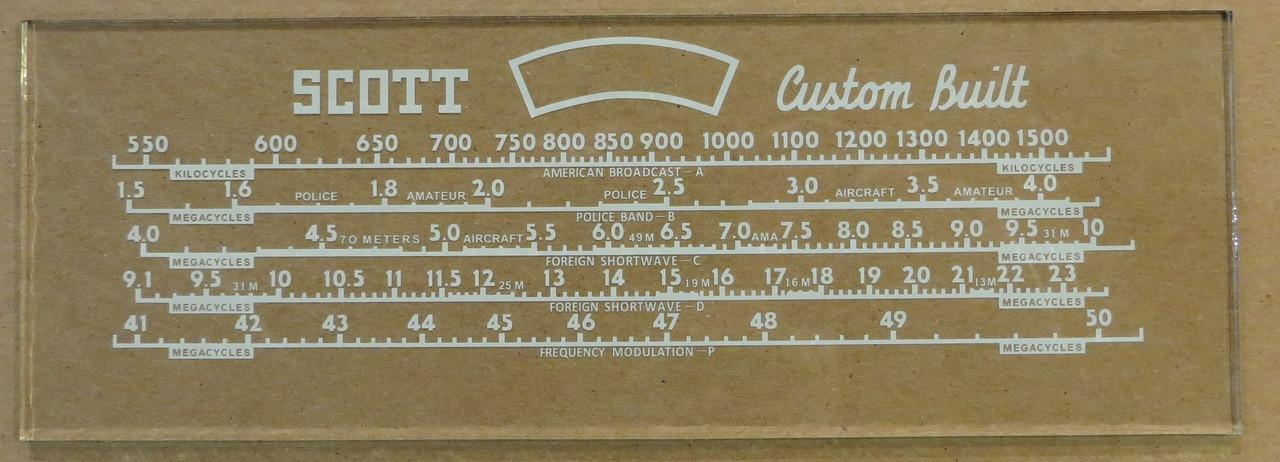 SCOTT Custom Built
550 600 650 700 750 800 850 900 1000 1100 1200 1300 1400 1500
KILOCYCLES AMERICAN BROADCAST-A KILOCYCLES
1.5 1.6 POLICE 1.8 AMATEUR 2.0 POLICE 2.5 3.0 AIRCRAFT 3.5 AMATEUR 4.0
MEGACYCLES POLICE BAND-B MEGACYCLES
4.0 4.5 70 METERS 5.0 AIRCRAFT 5.5 6.0 49M 6.5 7.0 AMA. 7.5 8.0 8.5 9.0 9.5 31M 10
MEGACYCLES FOREIGN SHORTWAVE-C MEGACYCLES
9.1 9.5 31M 10 10.5 11 11.5 12 25M 13 14 15 19M 16 17 16M 18 19 20 21 13M 22 23
MEGACYCLES FOREIGN SHORTWAVE-D MEGACYCLES
41 42 43 44 45 46 47 48 49 50
MEGACYCLES FREQUENCY MODULATION-P MEGACYCLES